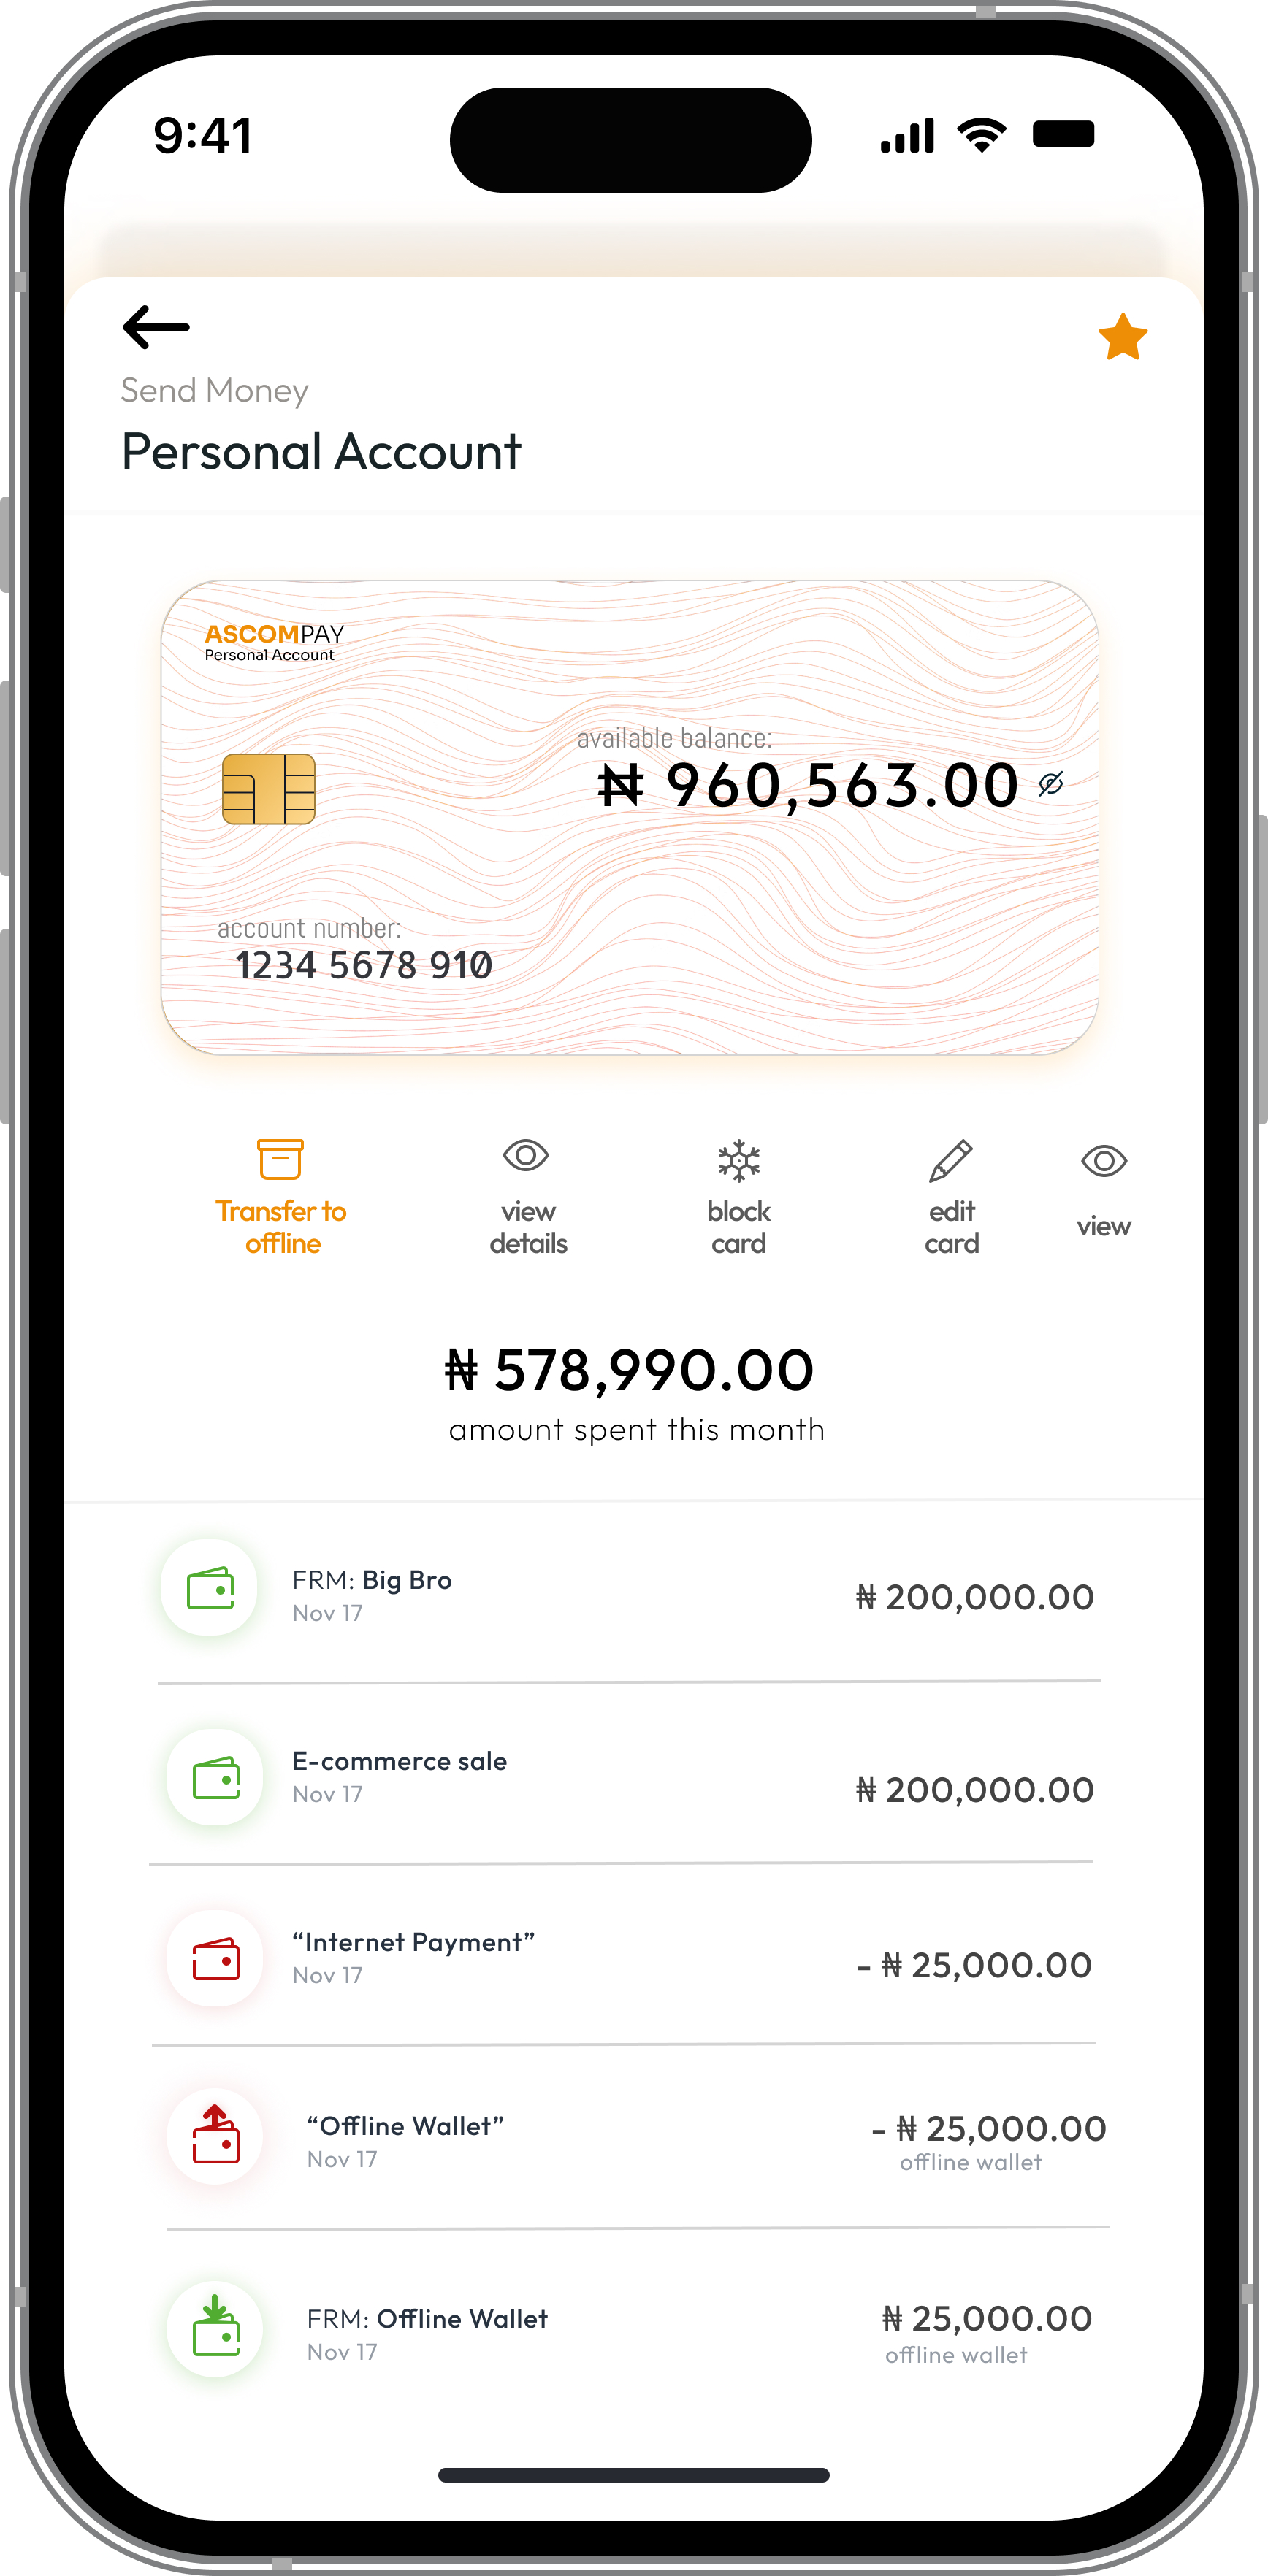 9:41
Send Money
Personal Account
ASCOMPAY
Personal Account
available balance:
₦ 960,563.00
account number:
1234 5678 910
Transfer to
offline
view
details
block
card
edit
card
view
₦ 578,990.00
amount spent this month
FRM: Big Bro
Nov 17
₦ 200,000.00
E-commerce sale
Nov 17
₦ 200,000.00
“Internet Payment”
Nov 17
- ₦ 25,000.00
“Offline Wallet”
Nov 17
- ₦ 25,000.00
offline wallet
FRM: Offline Wallet
Nov 17
₦ 25,000.00
offline wallet